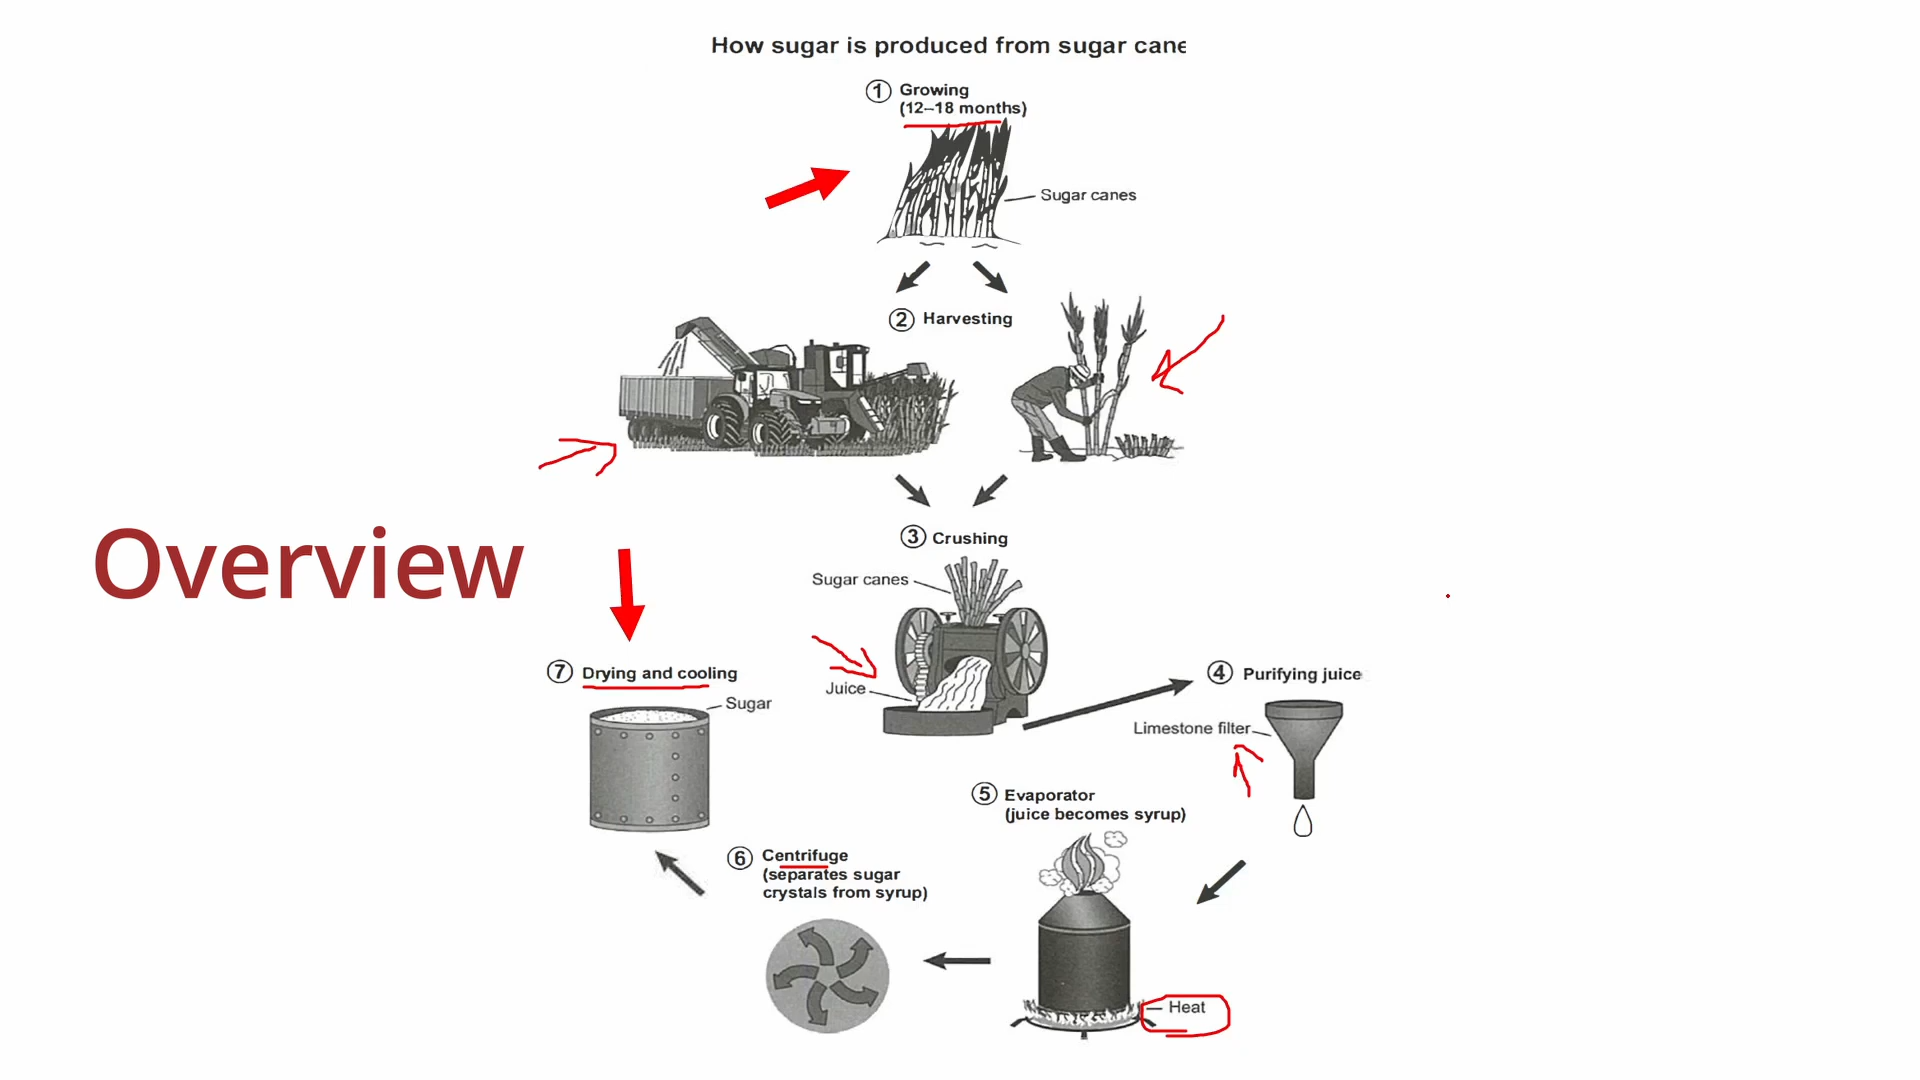 How sugar is produced from sugar cane
① Growing
(12–18 months)
Sugar canes
② Harvesting
③ Crushing
Sugar canes
Juice
④ Purifying juice
Limestone filter
⑤ Evaporator
(juice becomes syrup)
Heat
⑥ Centrifuge
(separates sugar
crystals from syrup)
⑦ Drying and cooling
Sugar
Overview